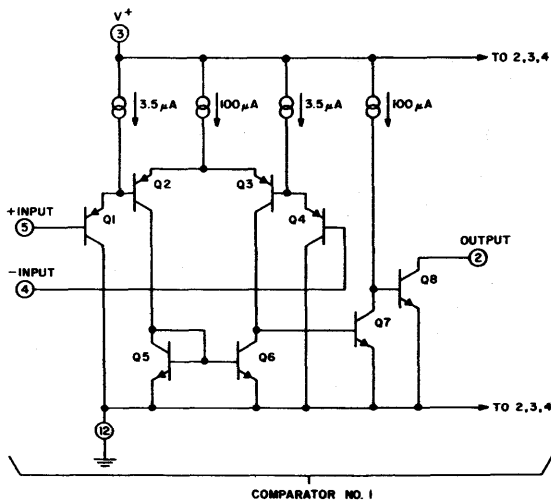 V+
3
TO 2,3,4
3.5μA
100μA
3.5μA
100μA
Q2
Q3
+INPUT
5
Q1
Q4
OUTPUT
2
-INPUT
4
Q8
Q7
Q5
Q6
12
TO 2,3,4
COMPARATOR NO. 1